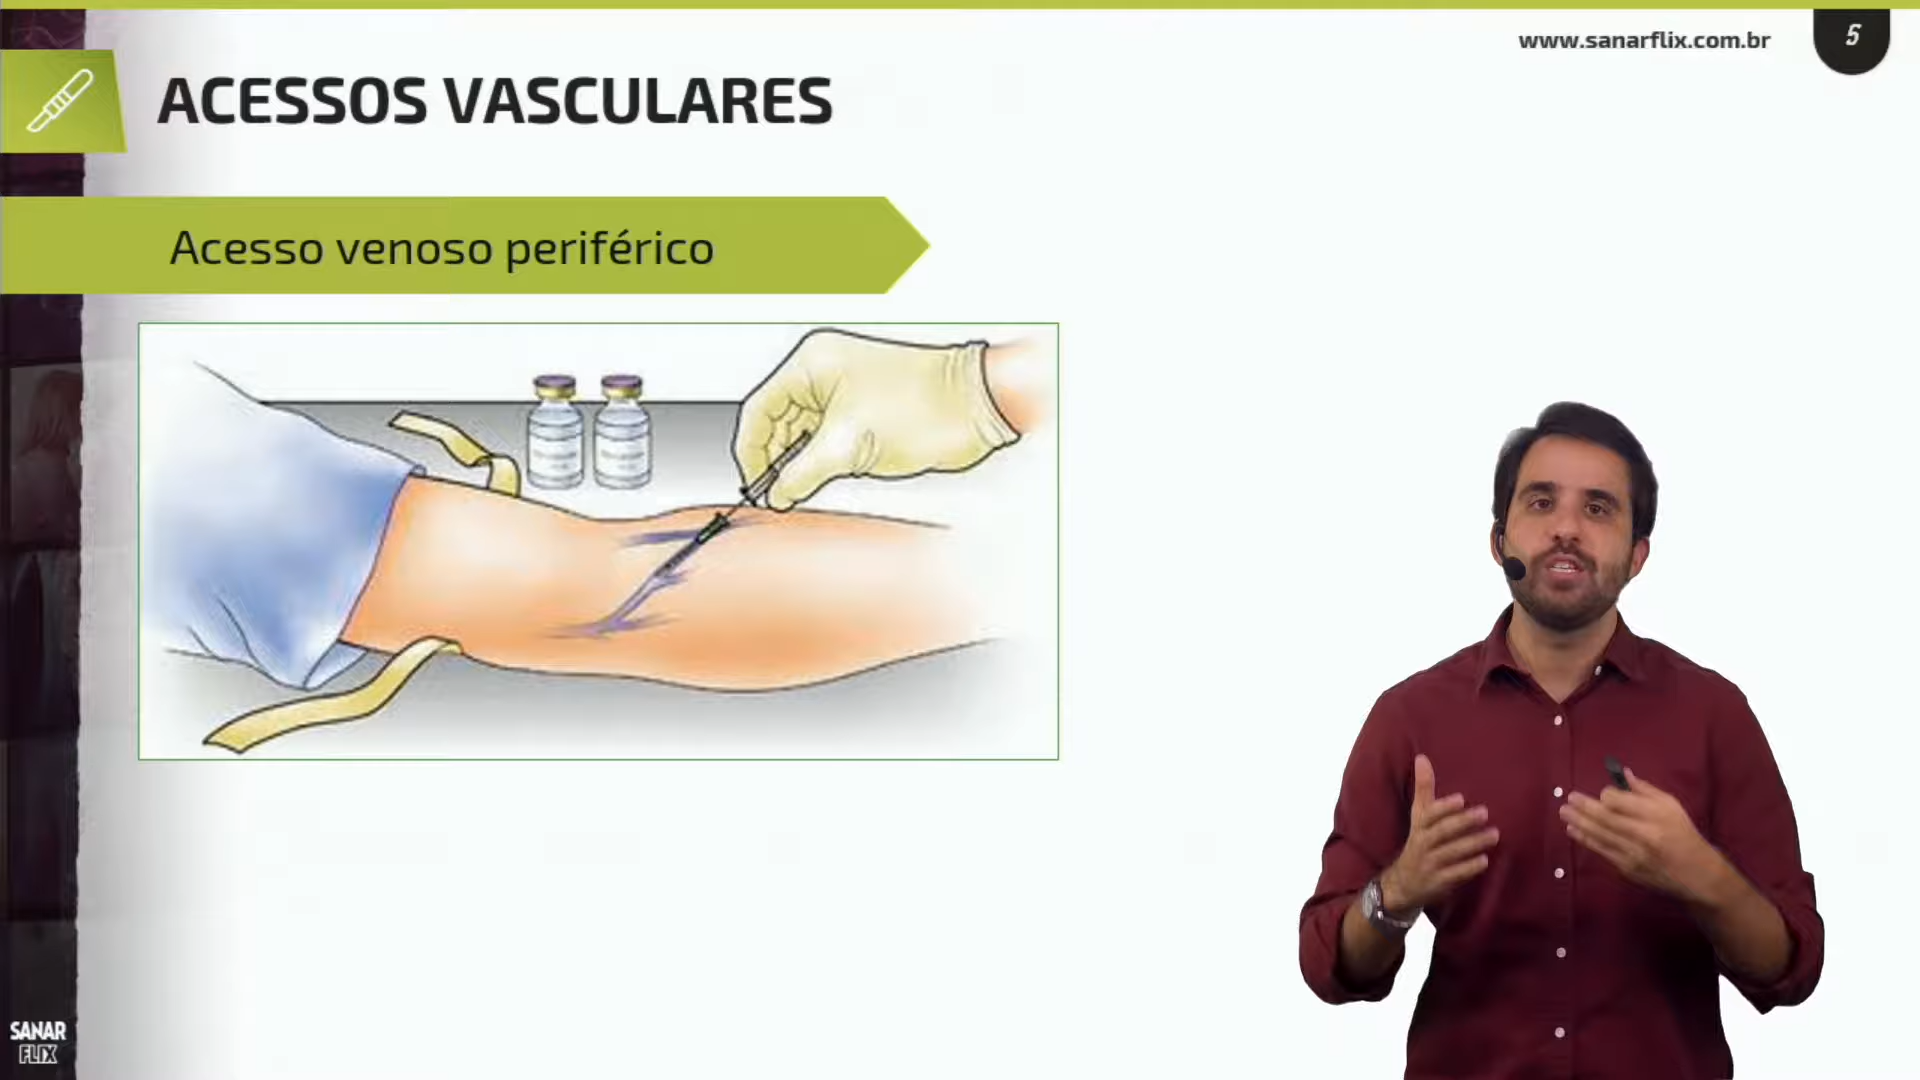 www.sanarflix.com.br
5
ACESSOS VASCULARES
Acesso venoso periférico
SANAR
FLIX